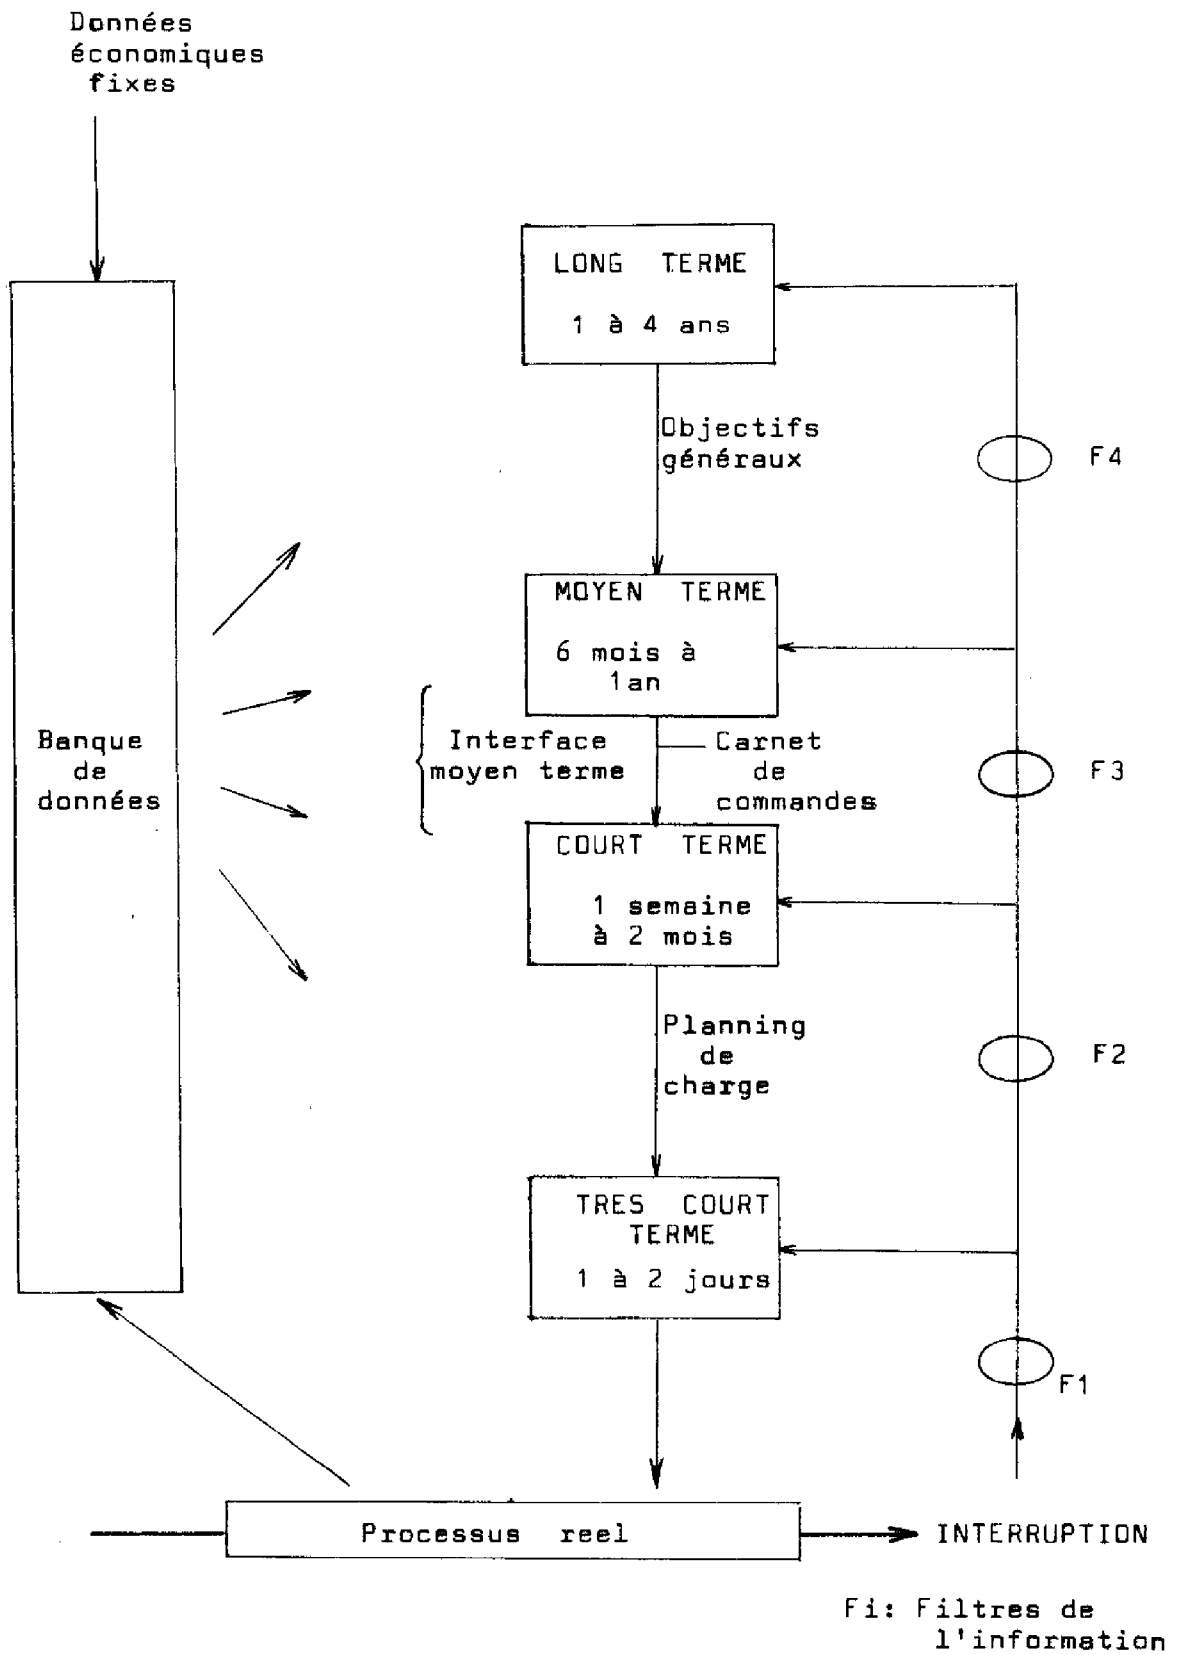 Données
économiques
fixes
LONG TERME
1 à 4 ans
Objectifs
généraux
F4
MOYEN TERME
6 mois à
1an
Banque
de
données
Interface
moyen terme
Carnet
de
commandes
F3
COURT TERME
1 semaine
à 2 mois
Planning
de
charge
F2
TRES COURT
TERME
1 à 2 jours
F1
Processus reel
INTERRUPTION
Fi: Filtres de
l'information